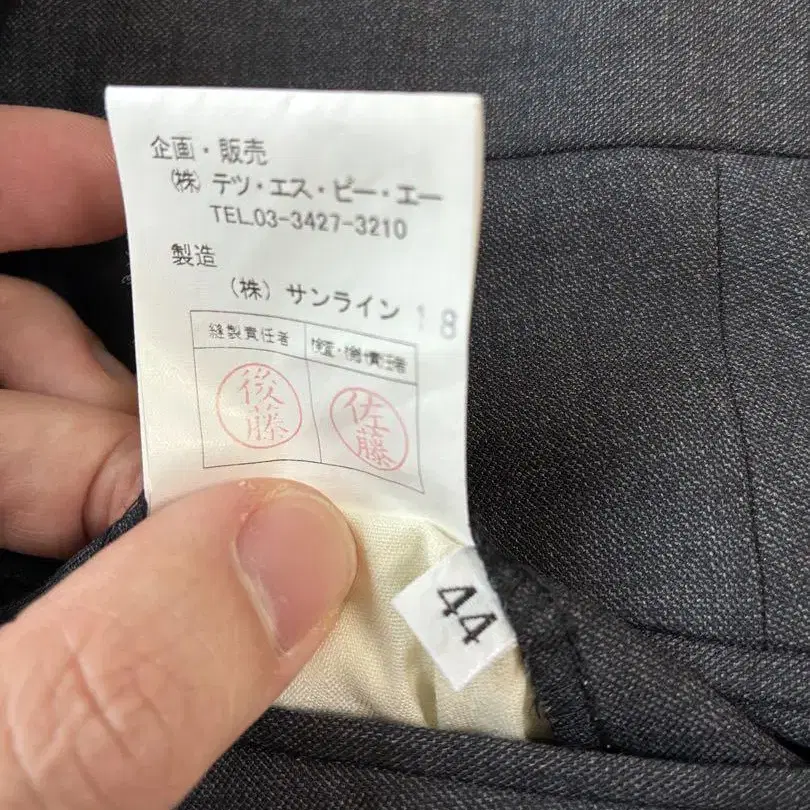 企画・販売
(株) テツ・エス・ビー・エー
TEL.03-3427-3210
製造
(株) サンライン 18
縫製責任者 検査・検針責任者
後藤 佐藤
44